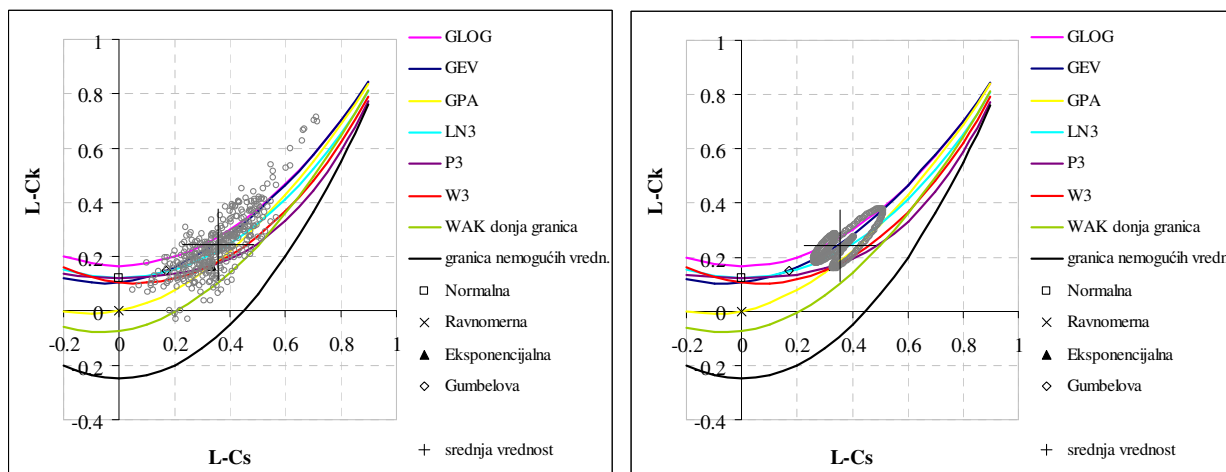 1
0.8
0.6
0.4
0.2
0
-0.2
-0.4
-0.2 0 0.2 0.4 0.6 0.8 1
L-Ck
L-Cs
GLOG
GEV
GPA
LN3
P3
W3
WAK donja granica
granica nemogućih vredn.
Normalna
Ravnomerna
Eksponencijalna
Gumbelova
srednja vrednost
1
0.8
0.6
0.4
0.2
0
-0.2
-0.4
-0.2 0 0.2 0.4 0.6 0.8 1
L-Ck
L-Cs
GLOG
GEV
GPA
LN3
P3
W3
WAK donja granica
granica nemogućih vredn.
Normalna
Ravnomerna
Eksponencijalna
Gumbelova
srednja vrednost